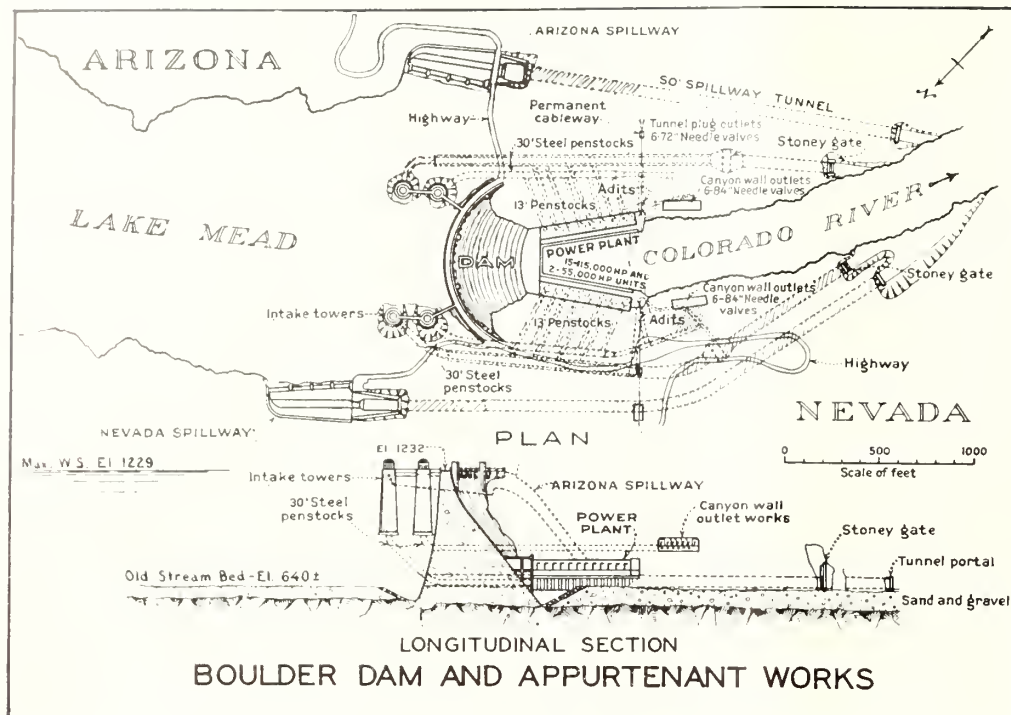 ARIZONA SPILLWAY
ARIZONA
50' SPILLWAY TUNNEL
Highway
Permanent
cableway
Tunnel plug outlets
6-72" Needle valves
Stoney gate
30' Steel penstocks
Canyon wall outlets
6-84" Needle valves
Adits
13' Penstocks
LAKE MEAD
DAM
POWER PLANT
15-115,000 HP AND
2-55,000 HP UNITS
COLORADO RIVER
Stoney gate
Canyon wall outlets
6-84" Needle
valves
Intake towers
13' Penstocks
Adits
30' Steel
penstocks
Highway
NEVADA
NEVADA SPILLWAY
PLAN
Max. W.S. El. 1229
El. 1232
0 500 1000
Scale of feet
Intake towers
ARIZONA SPILLWAY
30' Steel
penstocks
POWER
PLANT
Canyon wall
outlet works
Stoney gate
Tunnel portal
Old Stream Bed-El. 640±
Sand and gravel
LONGITUDINAL SECTION
BOULDER DAM AND APPURTENANT WORKS